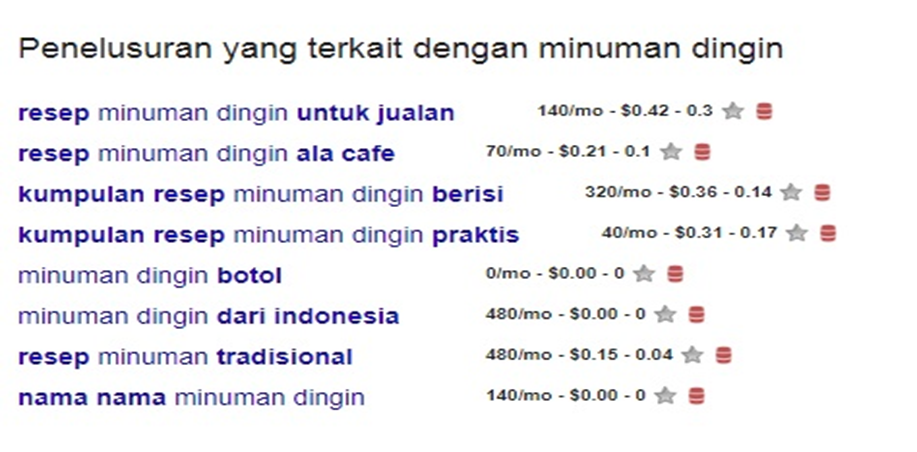 Penelusuran yang terkait dengan minuman dingin
resep minuman dingin untuk jualan 140/mo - $0.42 - 0.3
resep minuman dingin ala cafe 70/mo - $0.21 - 0.1
kumpulan resep minuman dingin berisi 320/mo - $0.36 - 0.14
kumpulan resep minuman dingin praktis 40/mo - $0.31 - 0.17
minuman dingin botol 0/mo - $0.00 - 0
minuman dingin dari indonesia 480/mo - $0.00 - 0
resep minuman tradisional 480/mo - $0.15 - 0.04
nama nama minuman dingin 140/mo - $0.00 - 0